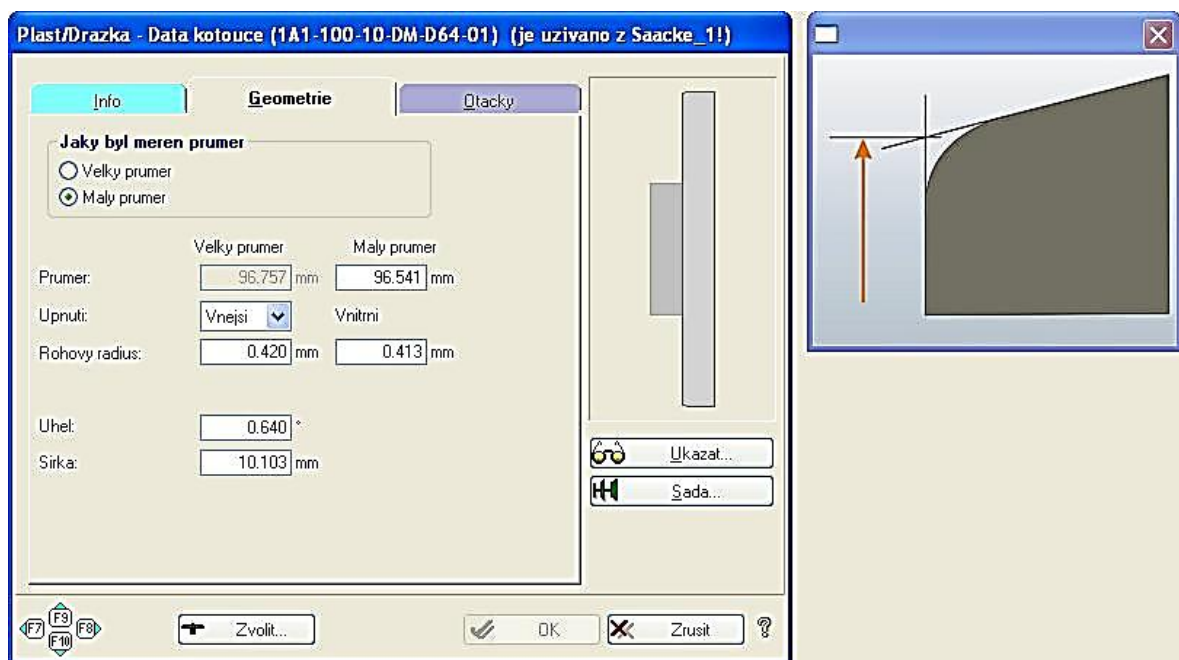 Plast/Drazka - Data kotouce (1A1-100-10-DM-D64-01) (je uzivano z Saacke_1!)
Info Geometrie Otacky
Jaky byl meren prumer
Velky prumer
Maly prumer
Velky prumer Maly prumer
Prumer: 96.757 mm 96.541 mm
Upnuti: Vnejsi Vnitrni
Rohovy radius: 0.420 mm 0.413 mm
Uhel: 0.640 °
Sirka: 10.103 mm
Ukazat...
Sada...
F7 F9 F10 F8 Zvolit... OK Zrusit ?